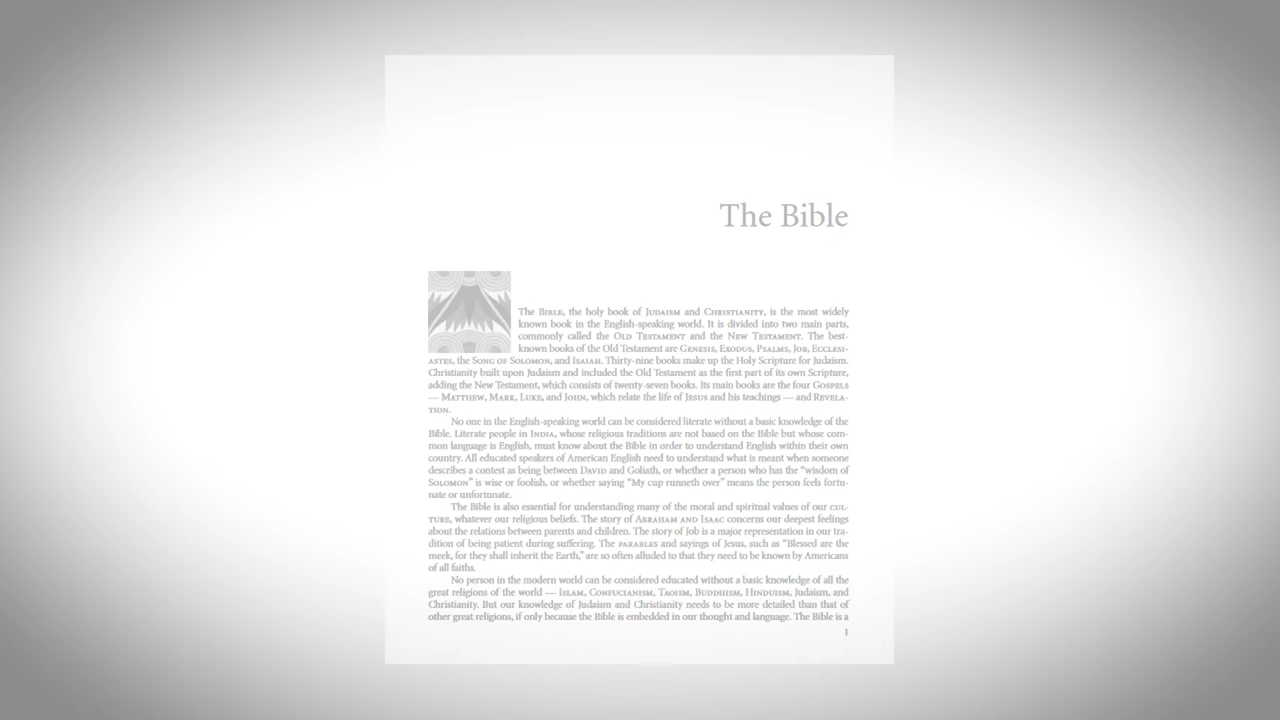 The Bible
The Bible, the holy book of Judaism and Christianity, is the most widely
known book in the English-speaking world. It is divided into two main parts,
commonly called the Old Testament and the New Testament. The best-
known books of the Old Testament are Genesis, Exodus, Psalms, Job, Ecclesi-
astes, the Song of Solomon, and Isaiah. Thirty-nine books make up the Holy Scripture for Judaism.
Christianity built upon Judaism and included the Old Testament as the first part of its own Scripture,
adding the New Testament, which consists of twenty-seven books. Its main books are the four Gospels
— Matthew, Mark, Luke, and John, which relate the life of Jesus and his teachings — and Revela-
tion.
No one in the English-speaking world can be considered literate without a basic knowledge of the
Bible. Literate people in India, whose religious traditions are not based on the Bible but whose com-
mon language is English, must know about the Bible in order to understand English within their own
country. All educated speakers of American English need to understand what is meant when someone
describes a contest as being between David and Goliath, or whether a person who has the “wisdom of
Solomon” is wise or foolish, or whether saying “My cup runneth over” means the person feels fortu-
nate or unfortunate.
The Bible is also essential for understanding many of the moral and spiritual values of our cul-
ture, whatever our religious beliefs. The story of Abraham and Isaac concerns our deepest feelings
about the relations between parents and children. The story of Job is a major representation in our tra-
dition of being patient during suffering. The parables and sayings of Jesus, such as “Blessed are the
meek, for they shall inherit the Earth,” are so often alluded to that they need to be known by Americans
of all faiths.
No person in the modern world can be considered educated without a basic knowledge of all the
great religions of the world — Islam, Confucianism, Taoism, Buddhism, Hinduism, Judaism, and
Christianity. But our knowledge of Judaism and Christianity needs to be more detailed than that of
other great religions, if only because the Bible is embedded in our thought and language. The Bible is a
1